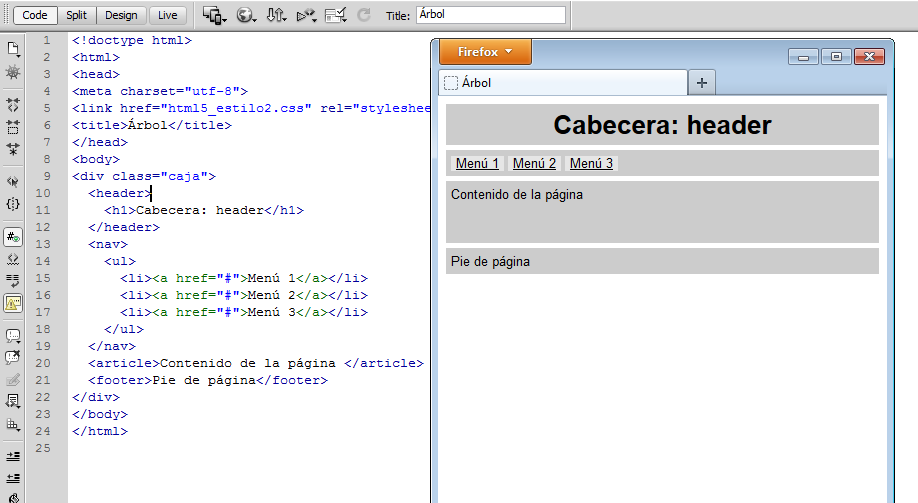 Code Split Design Live Title: Árbol
1 <!doctype html>
2 <html>
3 <head>
4 <meta charset="utf-8">
5 <link href="html5_estilo2.css" rel="styleshee
6 <title>Árbol</title>
7 </head>
8 <body>
9 <div class="caja">
10 <header>
11 <h1>Cabecera: header</h1>
12 </header>
13 <nav>
14 <ul>
15 <li><a href="#">Menú 1</a></li>
16 <li><a href="#">Menú 2</a></li>
17 <li><a href="#">Menú 3</a></li>
18 </ul>
19 </nav>
20 <article>Contenido de la página </article>
21 <footer>Pie de página</footer>
22 </div>
23 </body>
24 </html>
25
Firefox
Árbol
Cabecera: header
Menú 1 Menú 2 Menú 3
Contenido de la página
Pie de página